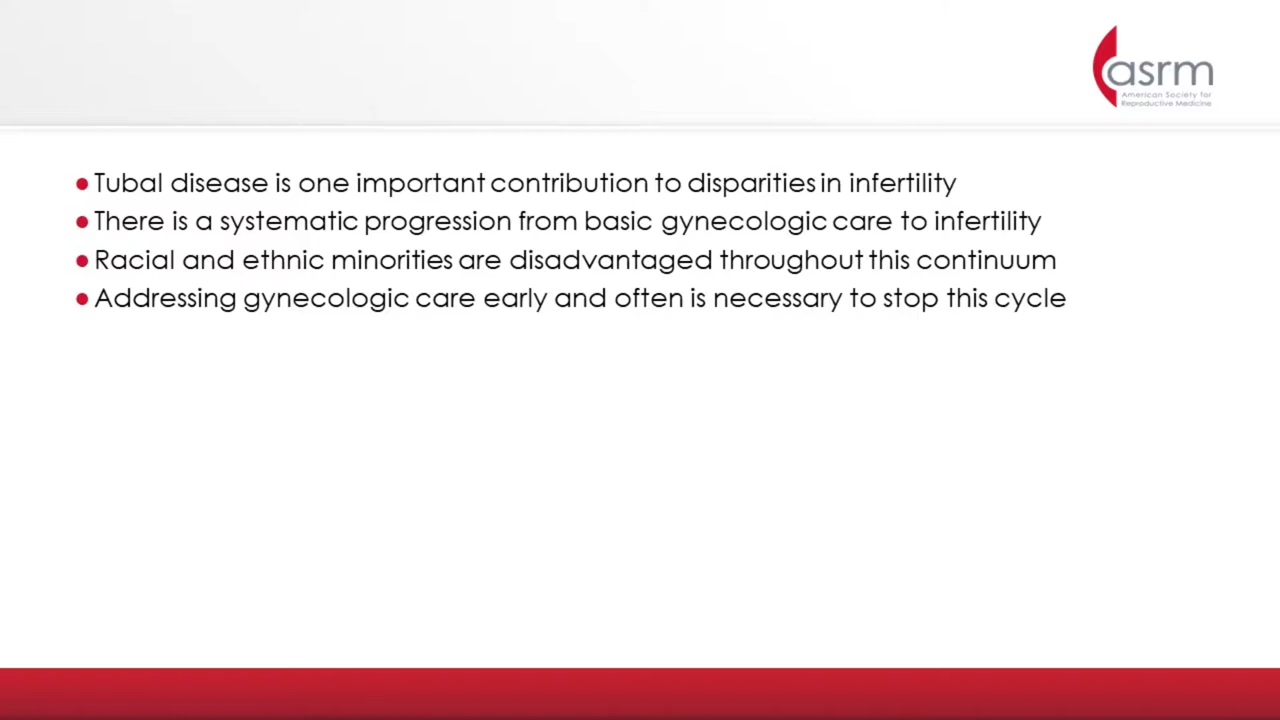 asrm
American Society for
Reproductive Medicine
● Tubal disease is one important contribution to disparities in infertility
● There is a systematic progression from basic gynecologic care to infertility
● Racial and ethnic minorities are disadvantaged throughout this continuum
● Addressing gynecologic care early and often is necessary to stop this cycle